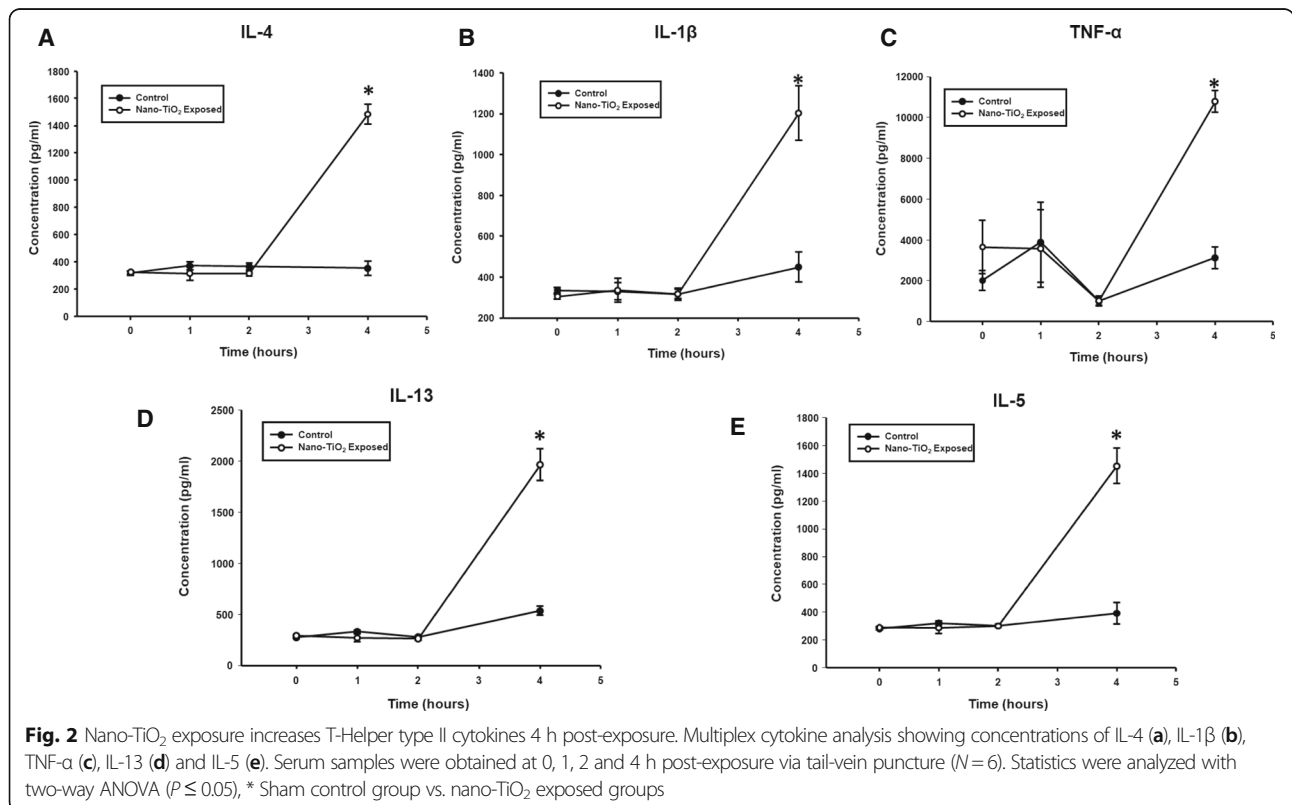 A
IL-4
Concentration (pg/ml)
1800
1600
1400
1200
1000
800
600
400
200
0
Control
Nano-TiO₂ Exposed
*
0 1 2 3 4 5
Time (hours)
B
IL-1β
Concentration (pg/ml)
1400
1200
1000
800
600
400
200
Control
Nano-TiO₂ Exposed
*
0 1 2 3 4 5
Time (hours)
C
TNF-α
Concentration (pg/ml)
12000
10000
8000
6000
4000
2000
0
Control
Nano-TiO₂ Exposed
*
0 1 2 3 4 5
Time (hours)
D
IL-13
Concentration (pg/ml)
2500
2000
1500
1000
500
0
Control
Nano-TiO₂ Exposed
*
0 1 2 3 4 5
Time (hours)
E
IL-5
Concentration (pg/ml)
1800
1600
1400
1200
1000
800
600
400
200
0
Control
Nano-TiO₂ Exposed
*
0 1 2 3 4 5
Time (hours)
Fig. 2 Nano-TiO₂ exposure increases T-Helper type II cytokines 4 h post-exposure. Multiplex cytokine analysis showing concentrations of IL-4 (a), IL-1β (b),
TNF-α (c), IL-13 (d) and IL-5 (e). Serum samples were obtained at 0, 1, 2 and 4 h post-exposure via tail-vein puncture (N = 6). Statistics were analyzed with
two-way ANOVA (P ≤ 0.05), * Sham control group vs. nano-TiO₂ exposed groups